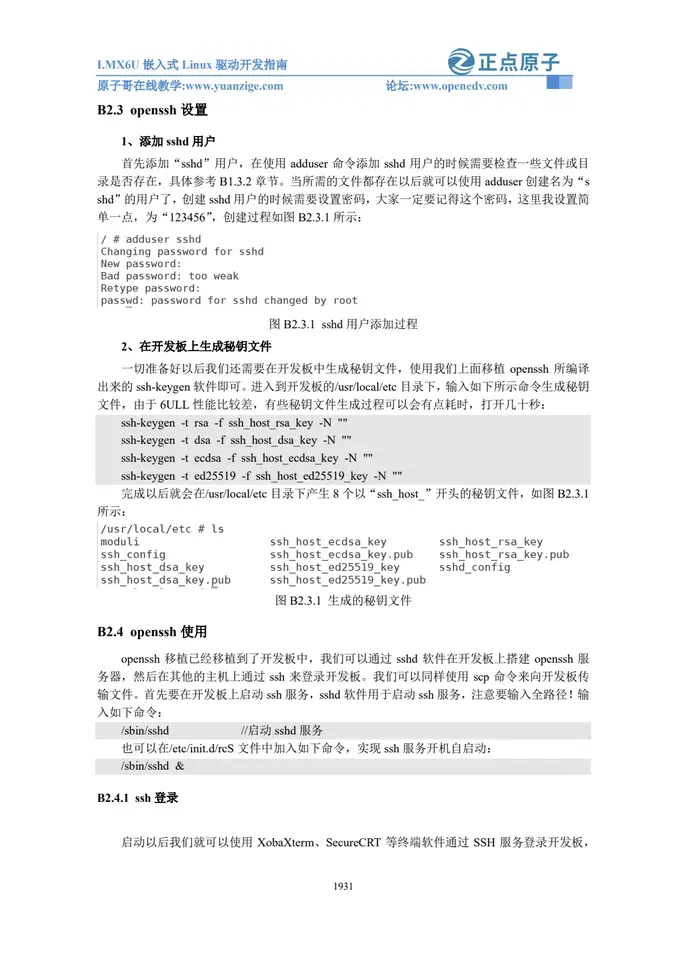 I.MX6U 嵌入式 Linux 驱动开发指南
正点原子
原子哥在线教学:www.yuanzige.com
论坛:www.openedv.com
B2.3 openssh 设置
1、添加 sshd 用户
首先添加“sshd”用户，在使用 adduser 命令添加 sshd 用户的时候需要检查一些文件或目
录是否存在，具体参考 B1.3.2 章节。当所需的文件都存在以后就可以使用 adduser 创建名为“s
shd”的用户了，创建 sshd 用户的时候需要设置密码，大家一定要记得这个密码，这里我设置简
单一点，为“123456”，创建过程如图 B2.3.1 所示：
/ # adduser sshd
Changing password for sshd
New password:
Bad password: too weak
Retype password:
passwd: password for sshd changed by root
图 B2.3.1 sshd 用户添加过程
2、在开发板上生成秘钥文件
一切准备好以后我们还需要在开发板中生成秘钥文件，使用我们上面移植 openssh 所编译
出来的 ssh-keygen 软件即可。进入到开发板的/usr/local/etc 目录下，输入如下所示命令生成秘钥
文件，由于 6ULL 性能比较差，有些秘钥文件生成过程可以会有点耗时，打开几十秒：
ssh-keygen -t rsa -f ssh_host_rsa_key -N ""
ssh-keygen -t dsa -f ssh_host_dsa_key -N ""
ssh-keygen -t ecdsa -f ssh_host_ecdsa_key -N ""
ssh-keygen -t ed25519 -f ssh_host_ed25519_key -N ""
完成以后就会在/usr/local/etc 目录下产生 8 个以“ssh_host_”开头的秘钥文件，如图 B2.3.1
所示：
/usr/local/etc # ls
moduli ssh_host_ecdsa_key ssh_host_rsa_key
ssh_config ssh_host_ecdsa_key.pub ssh_host_rsa_key.pub
ssh_host_dsa_key ssh_host_ed25519_key sshd_config
ssh_host_dsa_key.pub ssh_host_ed25519_key.pub
图 B2.3.1 生成的秘钥文件
B2.4 openssh 使用
openssh 移植已经移植到了开发板中，我们可以通过 sshd 软件在开发板上搭建 openssh 服
务器，然后在其他的主机上通过 ssh 来登录开发板。我们可以同样使用 scp 命令来向开发板传
输文件。首先要在开发板上启动 ssh 服务，sshd 软件用于启动 ssh 服务，注意要输入全路径！输
入如下命令：
/sbin/sshd //启动 sshd 服务
也可以在/etc/init.d/rcS 文件中加入如下命令，实现 ssh 服务开机自启动：
/sbin/sshd &
B2.4.1 ssh 登录
启动以后我们就可以使用 XobaXterm、SecureCRT 等终端软件通过 SSH 服务登录开发板，
1931